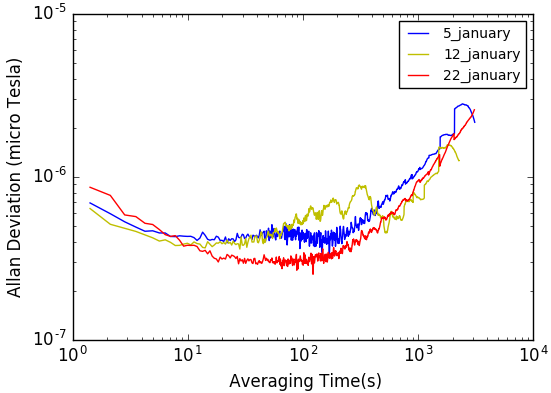 10^-5
5_january
12_january
22_january
Allan Deviation (micro Tesla)
10^-6
10^-7
10^0 10^1 10^2 10^3 10^4
Averaging Time(s)